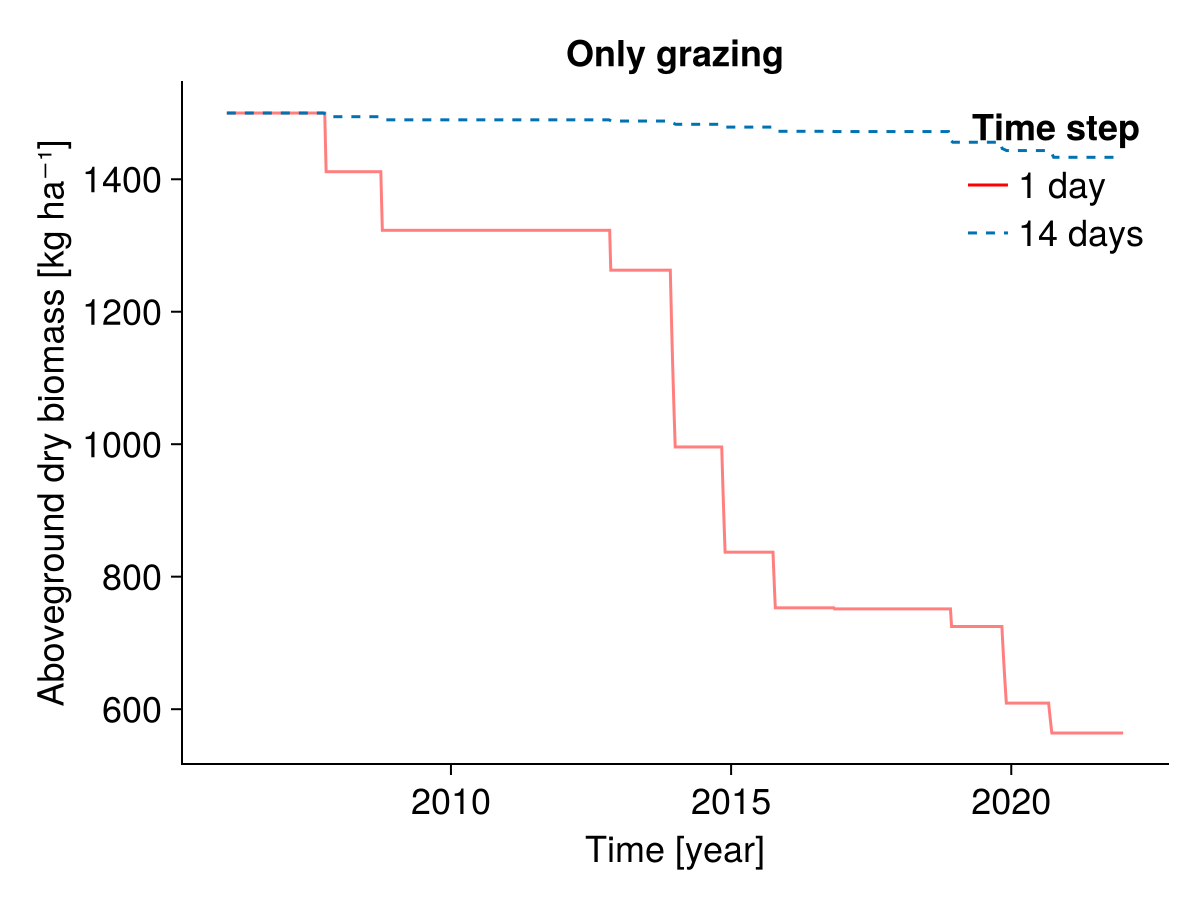 Only grazing
Aboveground dry biomass [kg ha⁻¹]
1400
1200
1000
800
600
Time step
1 day
14 days
2010
2015
2020
Time [year]